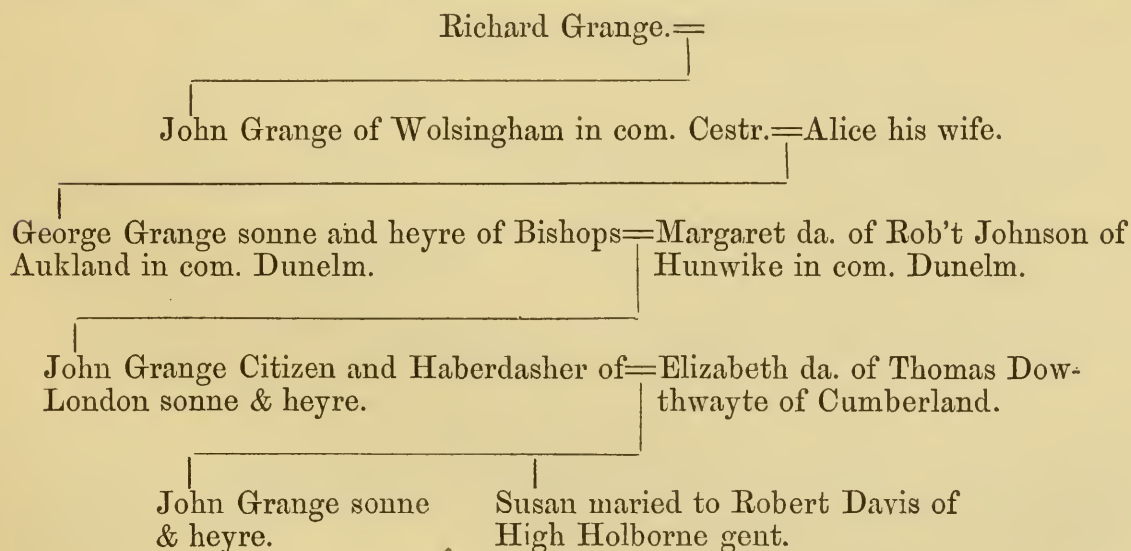 Richard Grange.=
John Grange of Wolsingham in com. Cestr.=Alice his wife.
George Grange sonne and heyre of Bishops=Margaret da. of Rob't Johnson of
Aukland in com. Dunelm. Hunwike in com. Dunelm.
John Grange Citizen and Haberdasher of=Elizabeth da. of Thomas Dow-
London sonne & heyre. thwayte of Cumberland.
John Grange sonne Susan maried to Robert Davis of
& heyre. High Holborne gent.